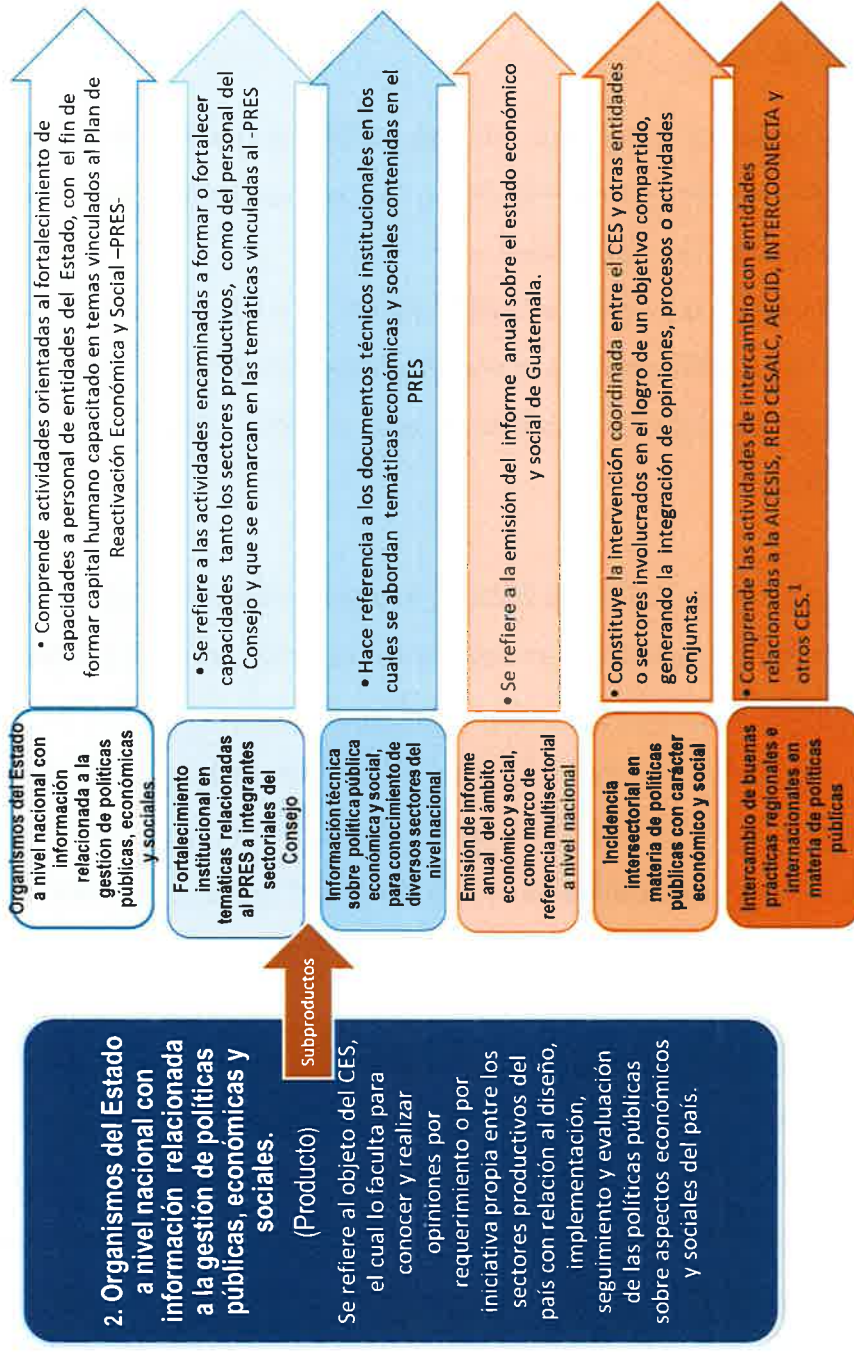 2. Organismos del Estado
a nivel nacional con
información relacionada
a la gestión de políticas
públicas, económicas y
sociales.
(Producto)
Se refiere al objeto del CES,
el cual lo faculta para
conocer y realizar
opiniones por
requerimiento o por
iniciativa propia entre los
sectores productivos del
país con relación al diseño,
implementación,
seguimiento y evaluación
de las políticas públicas
sobre aspectos económicos
y sociales del país.
Subproductos
Organismos del Estado
a nivel nacional con
información
relacionada a la
gestión de políticas
públicas, económicas
y sociales.
• Comprende actividades orientadas al fortalecimiento de
capacidades a personal de entidades del Estado, con el fin de
formar capital humano capacitado en temas vinculados al Plan de
Reactivación Económica y Social –PRES-
Fortalecimiento
institucional en
temáticas relacionadas
al PRES a integrantes
sectoriales del
Consejo
• Se refiere a las actividades encaminadas a formar o fortalecer
capacidades tanto los sectores productivos, como del personal del
Consejo y que se enmarcan en las temáticas vinculadas al -PRES
Información técnica
sobre política pública
económica y social,
para conocimiento de
diversos sectores del
nivel nacional
• Hace referencia a los documentos técnicos institucionales en los
cuales se abordan temáticas económicas y sociales contenidas en el
PRES
Emisión de informe
anual del ámbito
económico y social,
como marco de
referencia multisectorial
a nivel nacional
• Se refiere a la emisión del informe anual sobre el estado económico
y social de Guatemala.
Incidencia
intersectorial en
materia de políticas
públicas con carácter
económico y social
• Constituye la intervención coordinada entre el CES y otras entidades
o sectores involucrados en el logro de un objetivo compartido,
generando la integración de opiniones, procesos o actividades
conjuntas.
Intercambio de buenas
prácticas regionales e
internacionales en
materia de políticas
públicas
• Comprende las actividades de intercambio con entidades
relacionadas a la AICESIS, RED CESALC, AECID, INTERCOONECTA y
otros CES.¹